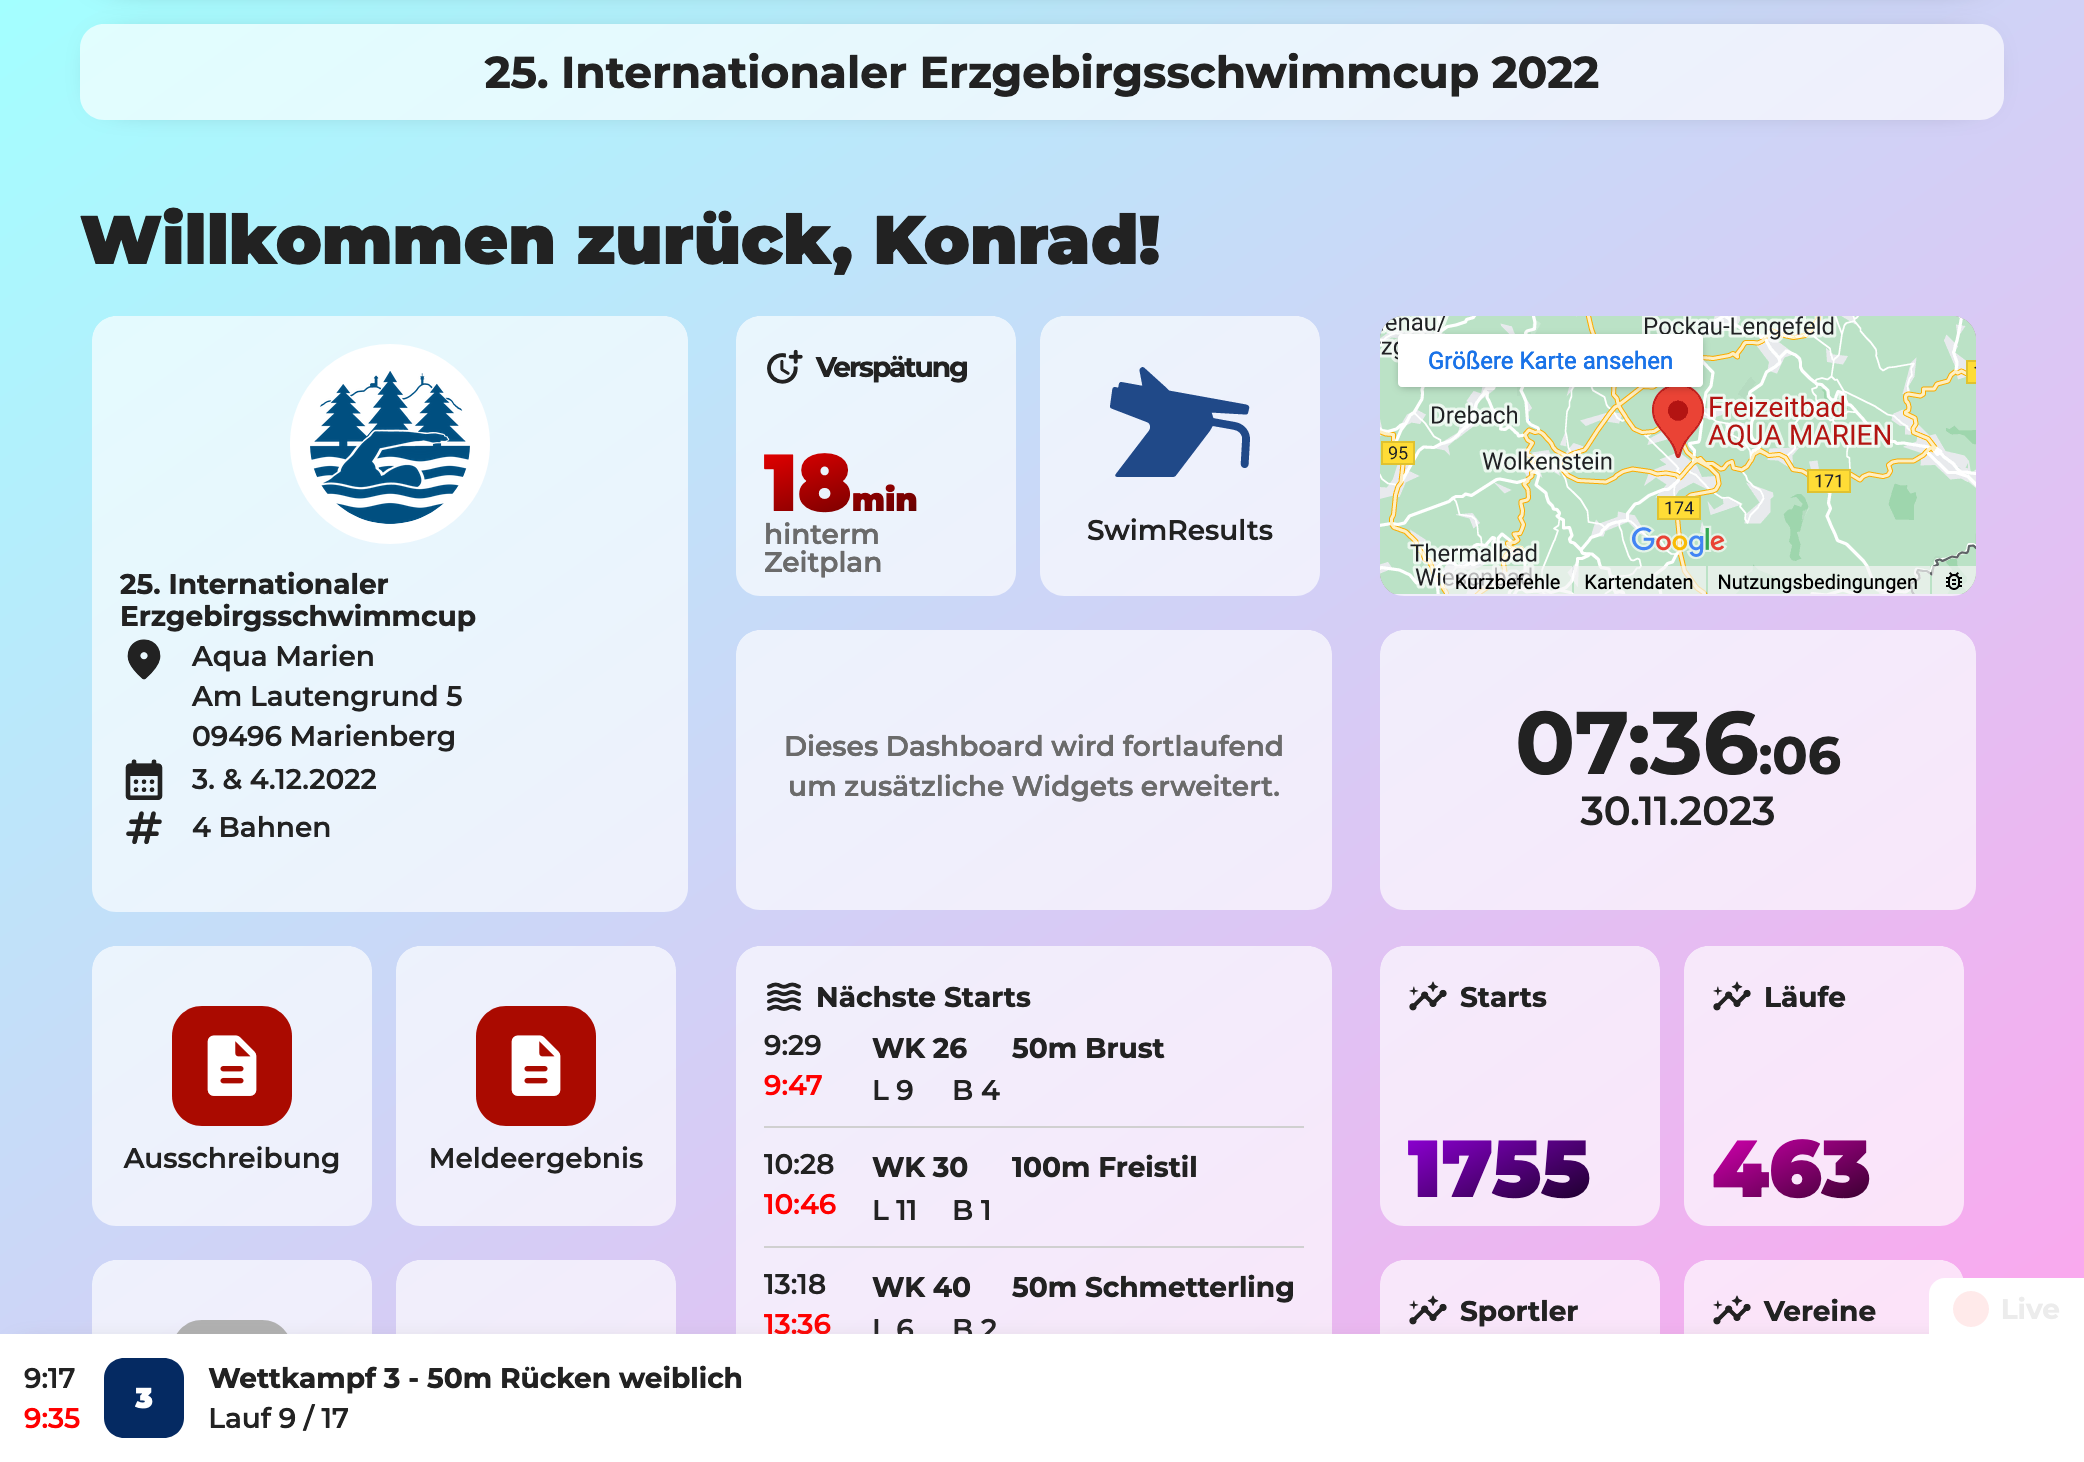 25. Internationaler Erzgebirgsschwimmcup 2022
Willkommen zurück, Konrad!
25. Internationaler
Erzgebirgsschwimmcup
Aqua Marien
Am Lautengrund 5
09496 Marienberg
3. & 4.12.2022
4 Bahnen
Verspätung
18min
hinterm
Zeitplan
SwimResults
enau/
Pockau-Lengefeld
Größere Karte ansehen
Drebach
Freizeitbad
AQUA MARIEN
95
Wolkenstein
171
174
Google
Thermalbad
Kurzbefehle
Kartendaten
Nutzungsbedingungen
Dieses Dashboard wird fortlaufend
um zusätzliche Widgets erweitert.
07:36:06
30.11.2023
Ausschreibung
Meldeergebnis
Nächste Starts
9:29 WK 26 50m Brust
9:47 L 9 B 4
10:28 WK 30 100m Freistil
10:46 L 11 B 1
13:18 WK 40 50m Schmetterling
13:36 L 6 B 2
Starts
1755
Läufe
463
Sportler
Vereine
Live
9:17 3 Wettkampf 3 - 50m Rücken weiblich
9:35 Lauf 9 / 17